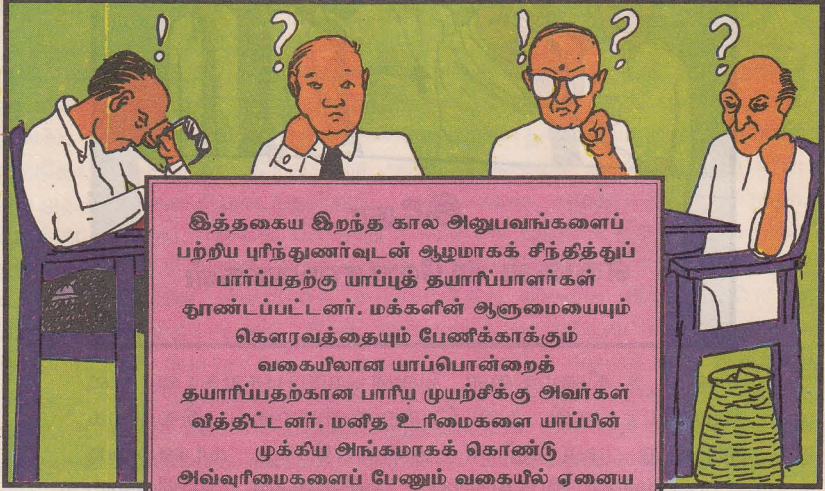 ! ? ! ? ?
இத்தகைய இறந்த கால அனுபவங்களைப்
பற்றிய புரிந்துணர்வுடன் ஆழமாகக் சிந்தித்துப்
பார்ப்பதற்கு யாப்புத் தயாரிப்பாளர்கள்
தூண்டப்பட்டனர். மக்களின் ஆளுமையையும்
கௌரவத்தையும் பேணிக்காக்கும்
வகையிலான யாப்பொன்றைத்
தயாரிப்பதற்கான பாரிய முயற்சிக்கு அவர்கள்
வித்திட்டனர். மனித உரிமைகளை யாப்பின்
முக்கிய அங்கமாகக் கொண்டு
அவ்வுரிமைகளைப் பேணும் வகையில் ஏனைய